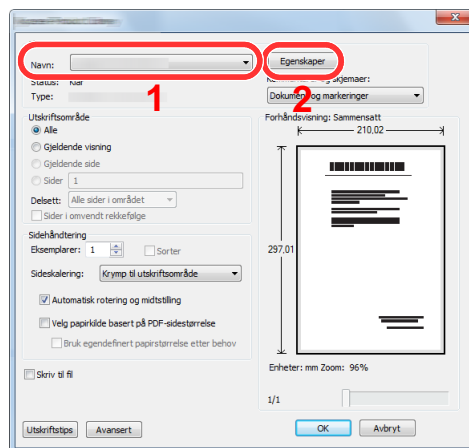 Navn:
Egenskaper
Status: Klar
1
2
Type:
Dokument og markeringer
Utskriftsområde
Forhåndsvisning: Sammensatt
Alle
210,02
Gjeldende visning
Gjeldende side
Sider 1
Delsett: Alle sider i området
Sider i omvendt rekkefølge
Sidehåndtering
Eksemplarer: 1
Sorter
297,01
Sideskalering: Krymp til utskriftsområde
Automatisk rotering og midtstilling
Velg papirkilde basert på PDF-sidestørrelse
Bruk egendefinert papirstørrelse etter behov
Enheter: mm Zoom: 96%
Skriv til fil
1/1
Utskriftstips
Avansert
OK
Avbryt